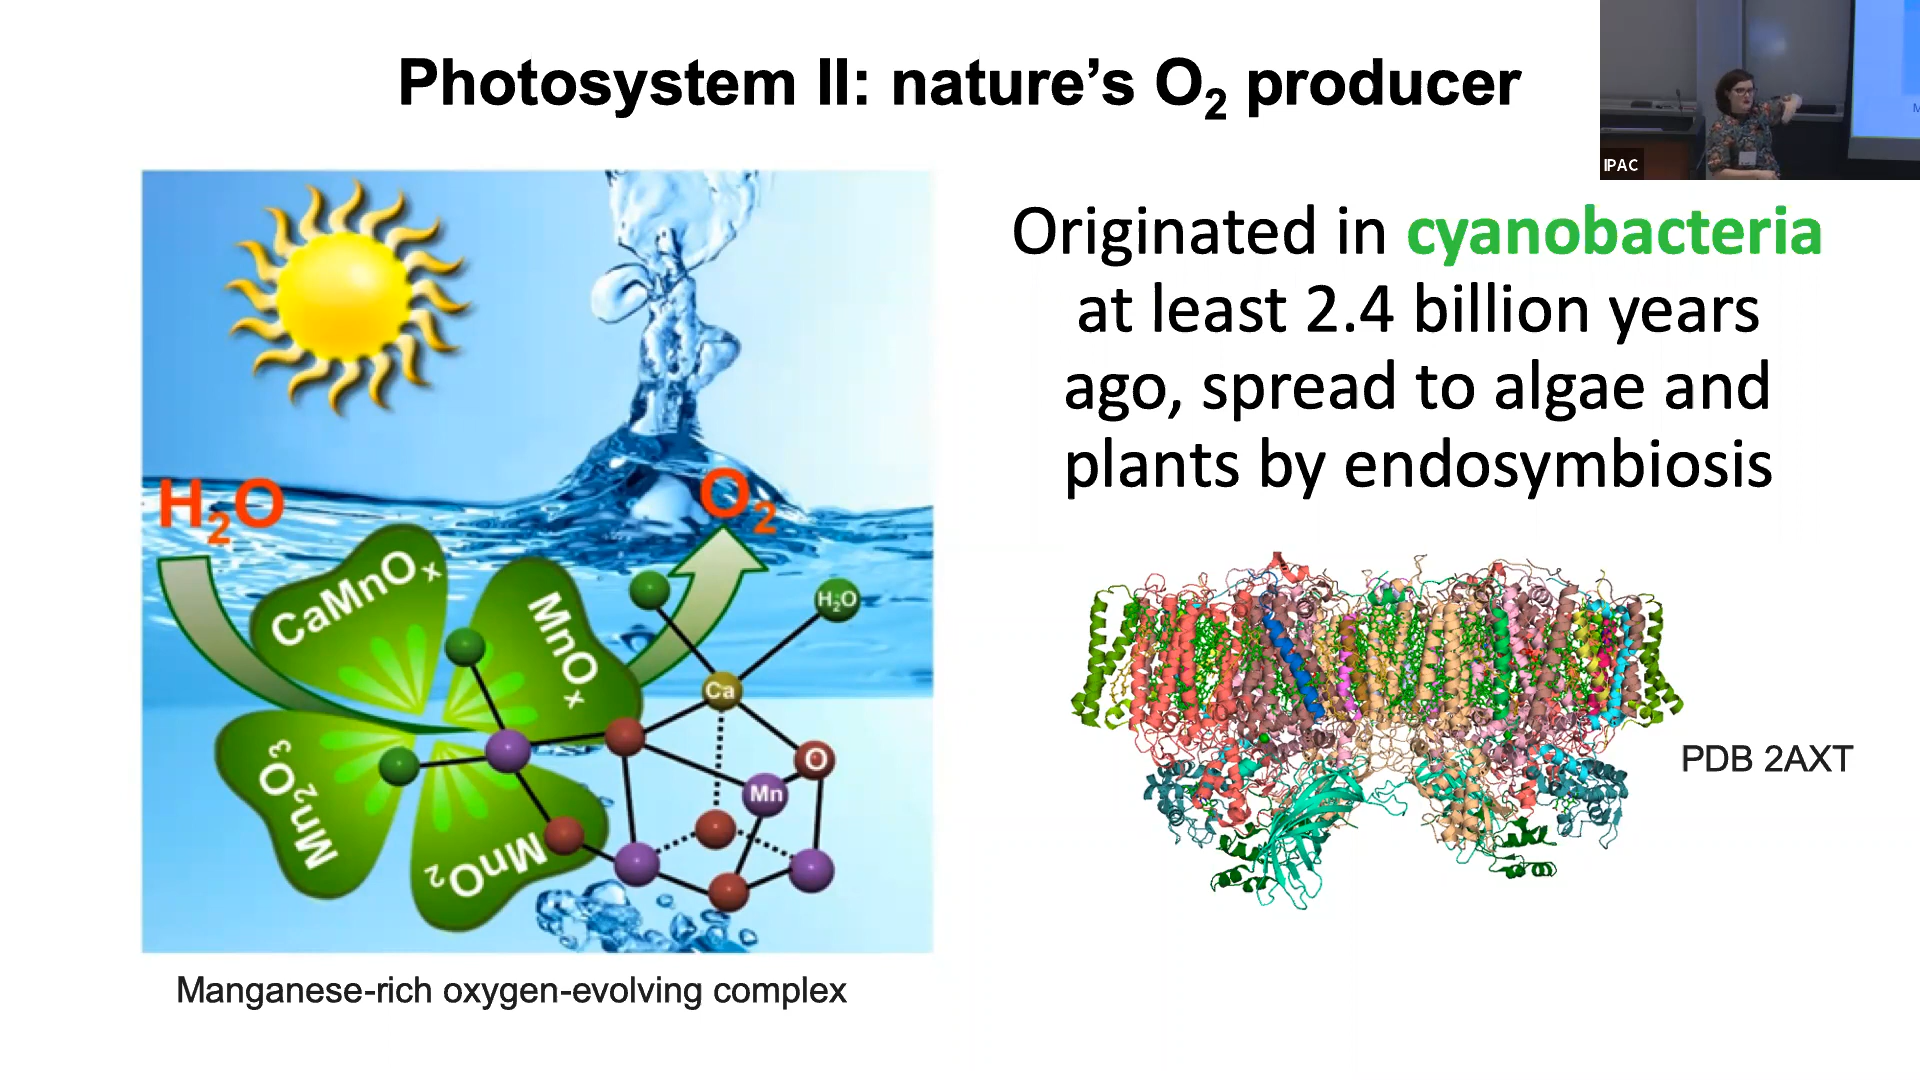 Photosystem II: nature's O₂ producer
IPAC
M
Originated in cyanobacteria
at least 2.4 billion years
ago, spread to algae and
plants by endosymbiosis
H₂O
O₂
CaMnOₓ
MnOₓ
H₂O
Ca
O
Mn
Mn₂O₃
MnO₂
PDB 2AXT
Manganese-rich oxygen-evolving complex